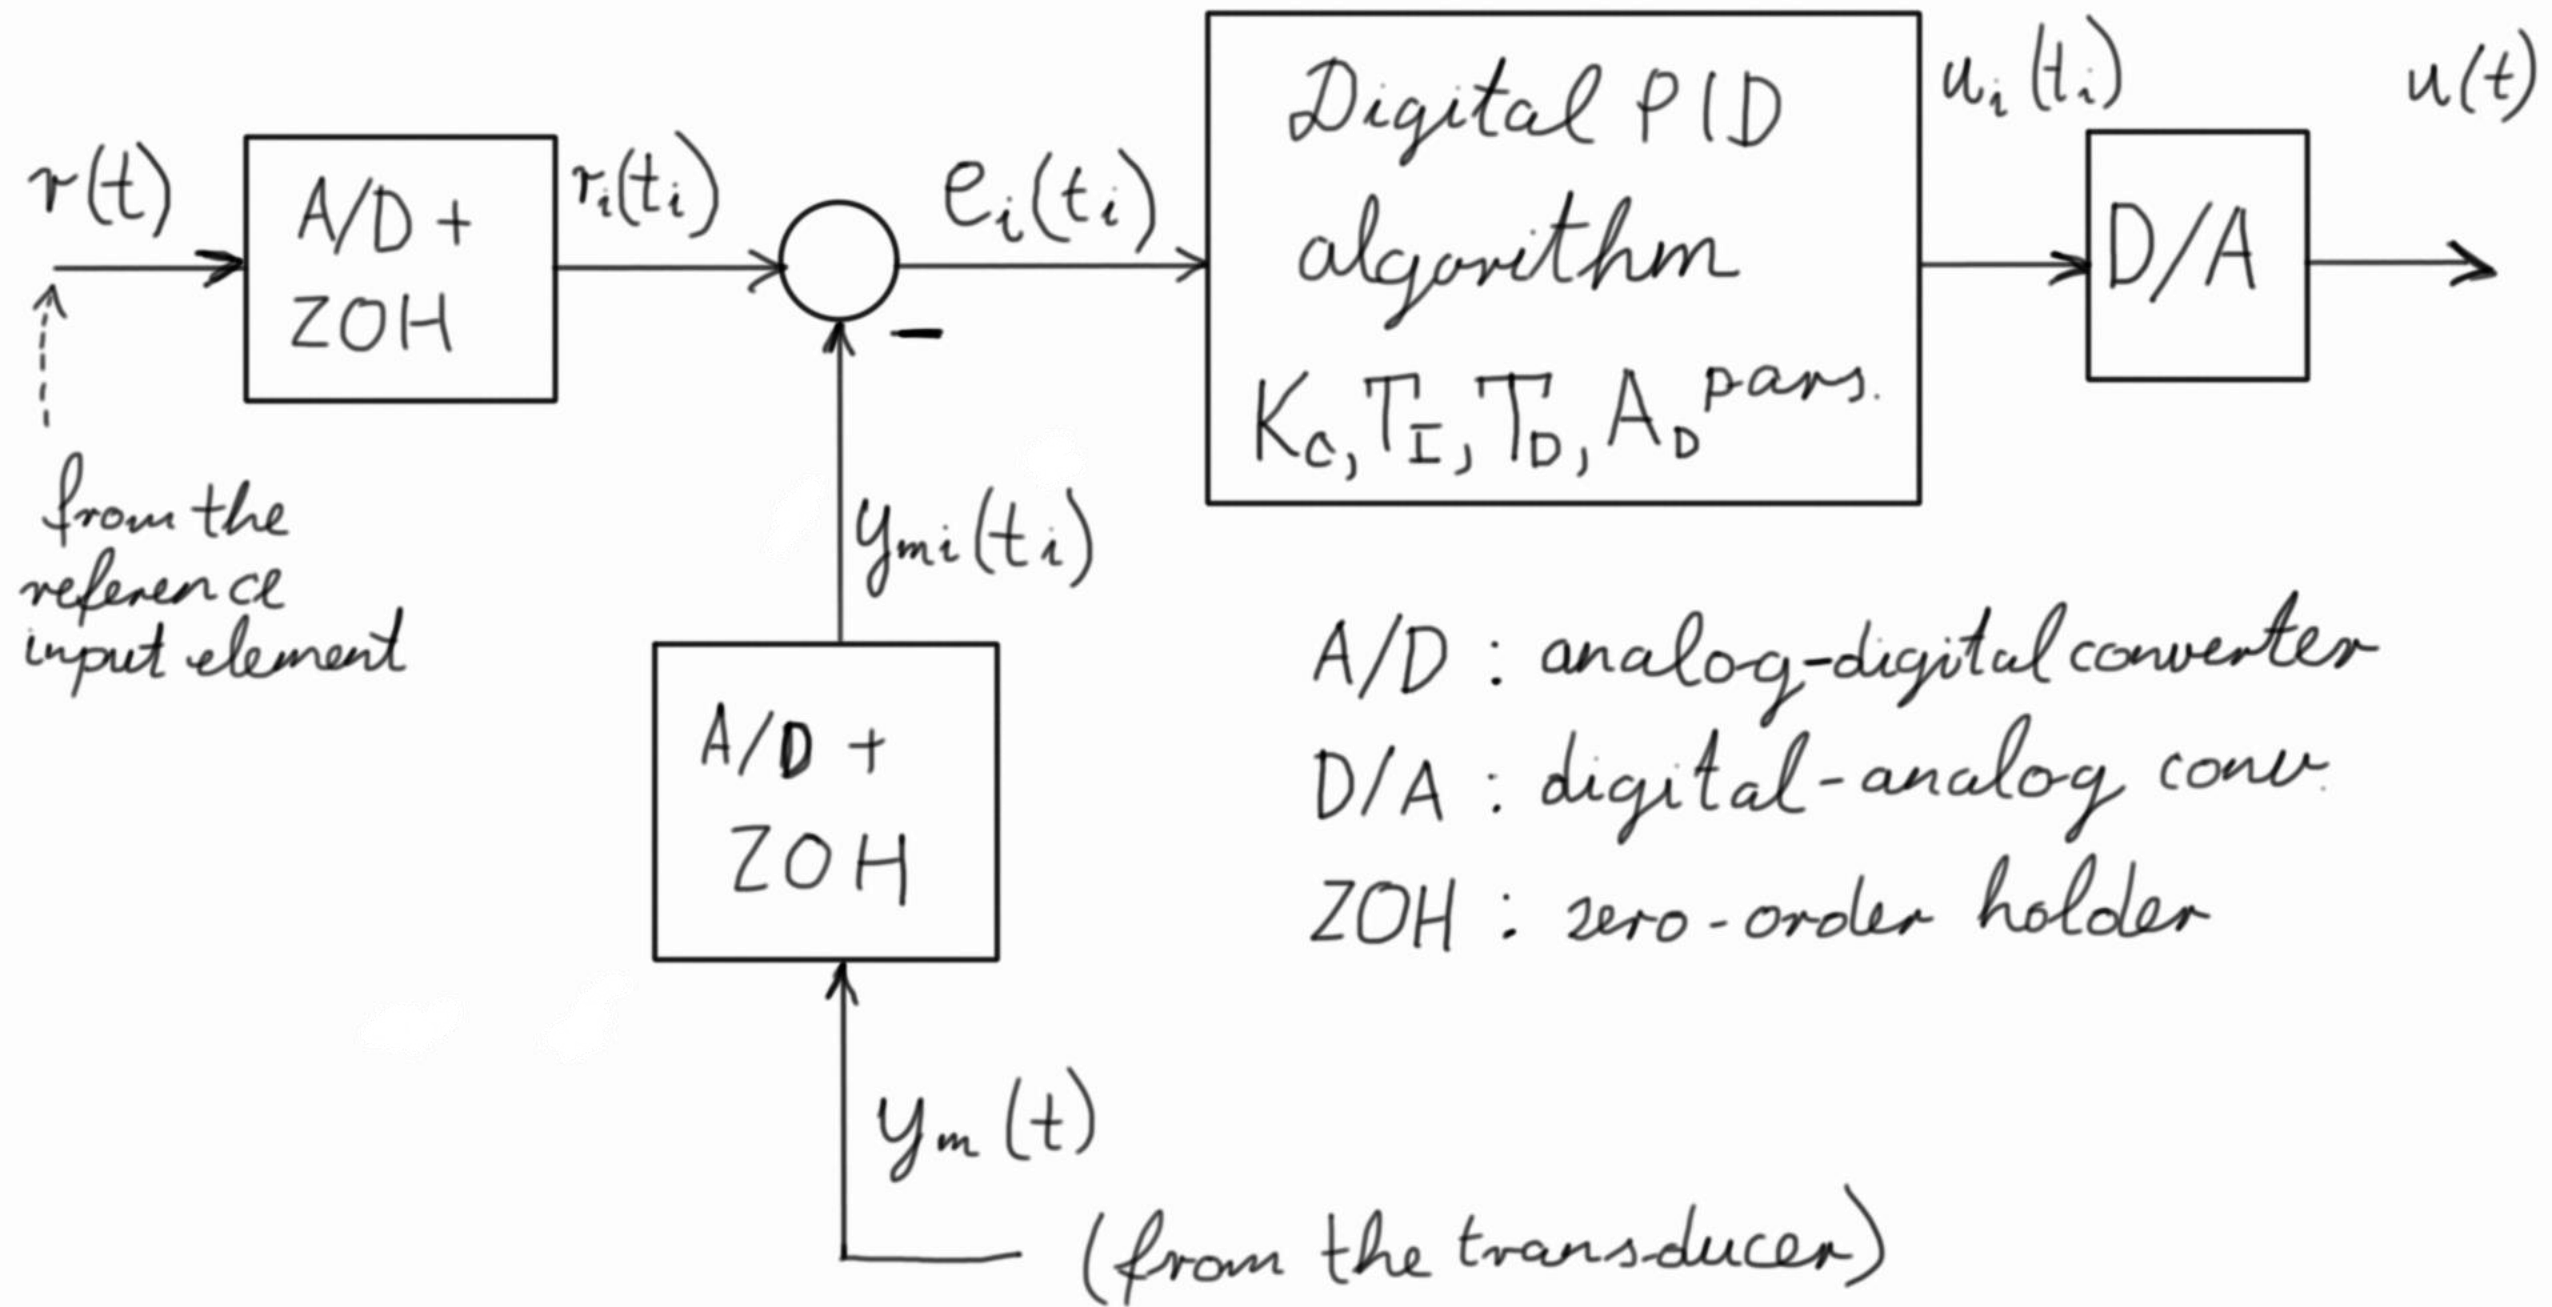 r(t)
A/D +
ZOH
r_i(t_i)
e_i(t_i)
Digital PID
algorithm
K_c, T_I, T_D, A_D pars.
u_i(t_i)
D/A
u(t)
-
from the
reference
input element
y_mi(t_i)
A/D +
ZOH
y_m(t)
(from the transducer)
A/D : analog-digital converter
D/A : digital-analog conv.
ZOH : zero-order holder